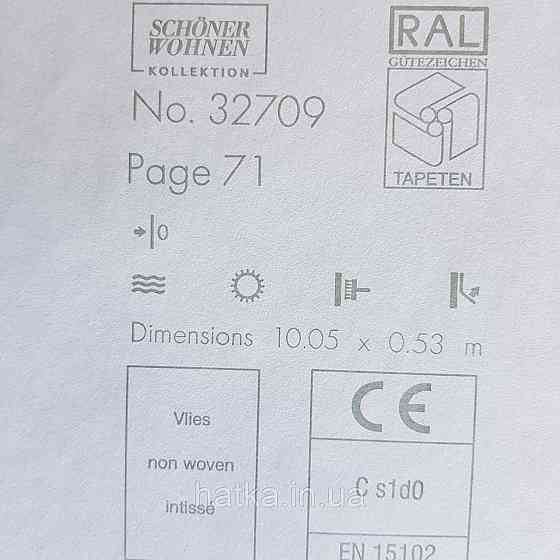 SCHÖNER
WOHNEN
KOLLEKTION
RAL
GÜTEZEICHEN
TAPETEN
No. 32709
Page 71
0
Dimensions 10.05 x 0.53 m
Vlies
non woven
intissé
CE
C s1d0
EN 15102
hatka.in.ua